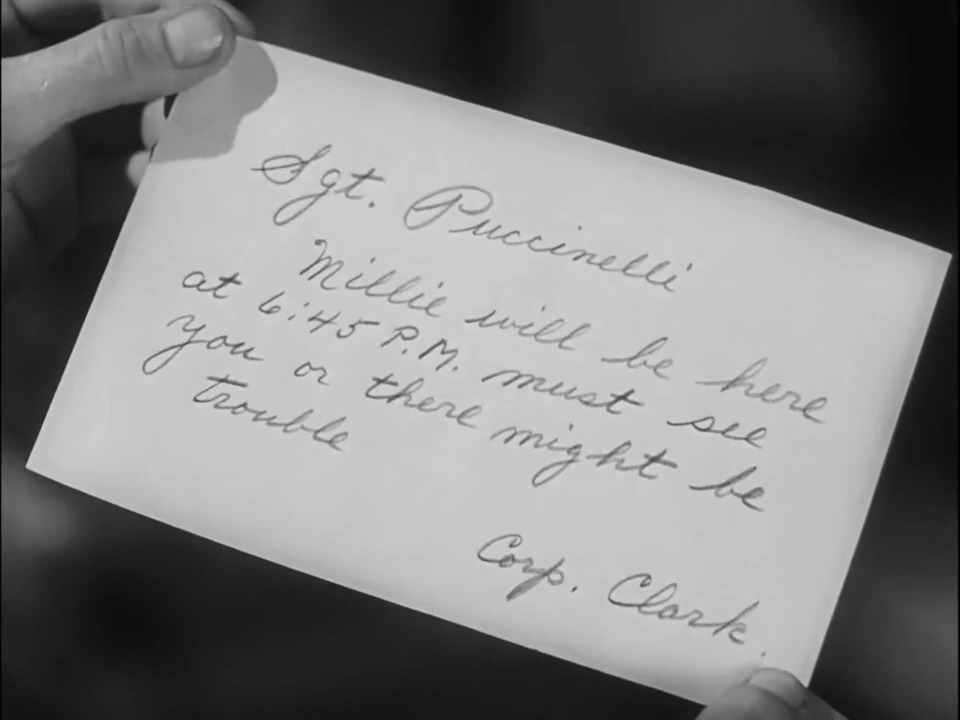 Sgt. Puccinelli
Millie will be here
at 6:45 P.M. must see
you or there might be
trouble
Corp. Clark.